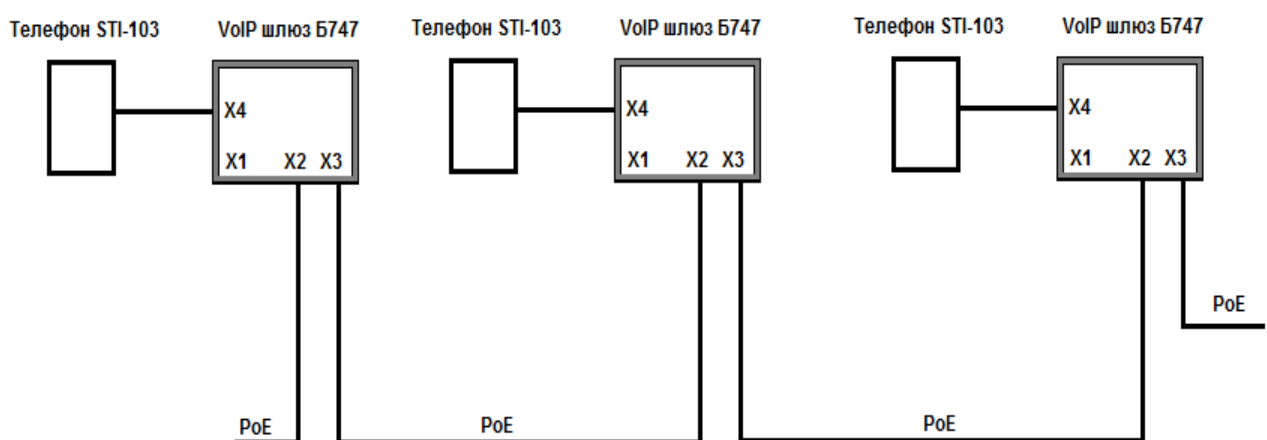 Телефон STI-103 VoIP шлюз Б747 Телефон STI-103 VoIP шлюз Б747 Телефон STI-103 VoIP шлюз Б747
X4 X4 X4
X1 X2 X3 X1 X2 X3 X1 X2 X3
PoE
PoE PoE PoE